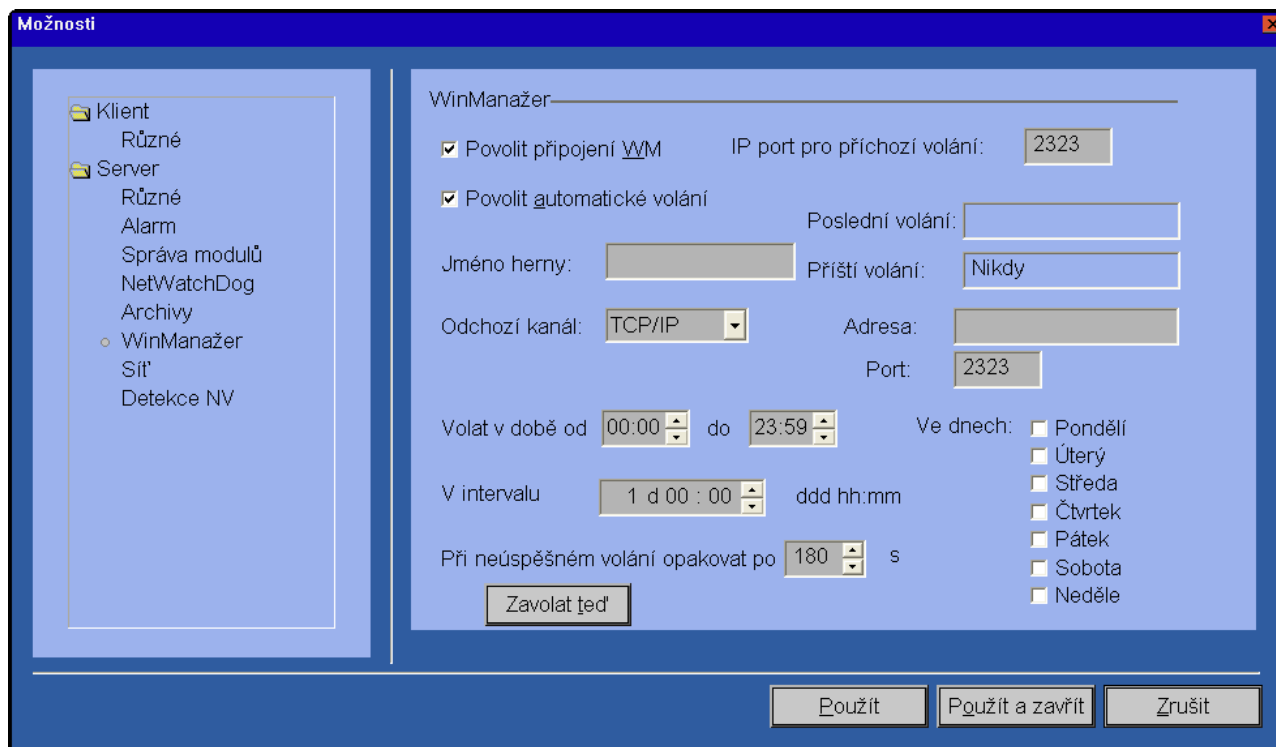 Možnosti
Klient
Různé
Server
Různé
Alarm
Správa modulů
NetWatchDog
Archivy
WinManažer
Síť
Detekce NV
WinManažer
Povolit připojení WM IP port pro příchozí volání: 2323
Povolit automatické volání
Poslední volání:
Jméno herny: Příští volání: Nikdy
Odchozí kanál: TCP/IP Adresa:
Port: 2323
Volat v době od 00:00 do 23:59 Ve dnech: Pondělí
Úterý
Středa
V intervalu 1 d 00 : 00 ddd hh:mm
Čtvrtek
Pátek
Při neúspěšném volání opakovat po 180 s
Sobota
Neděle
Zavolat teď
Použít Použít a zavřít Zrušit